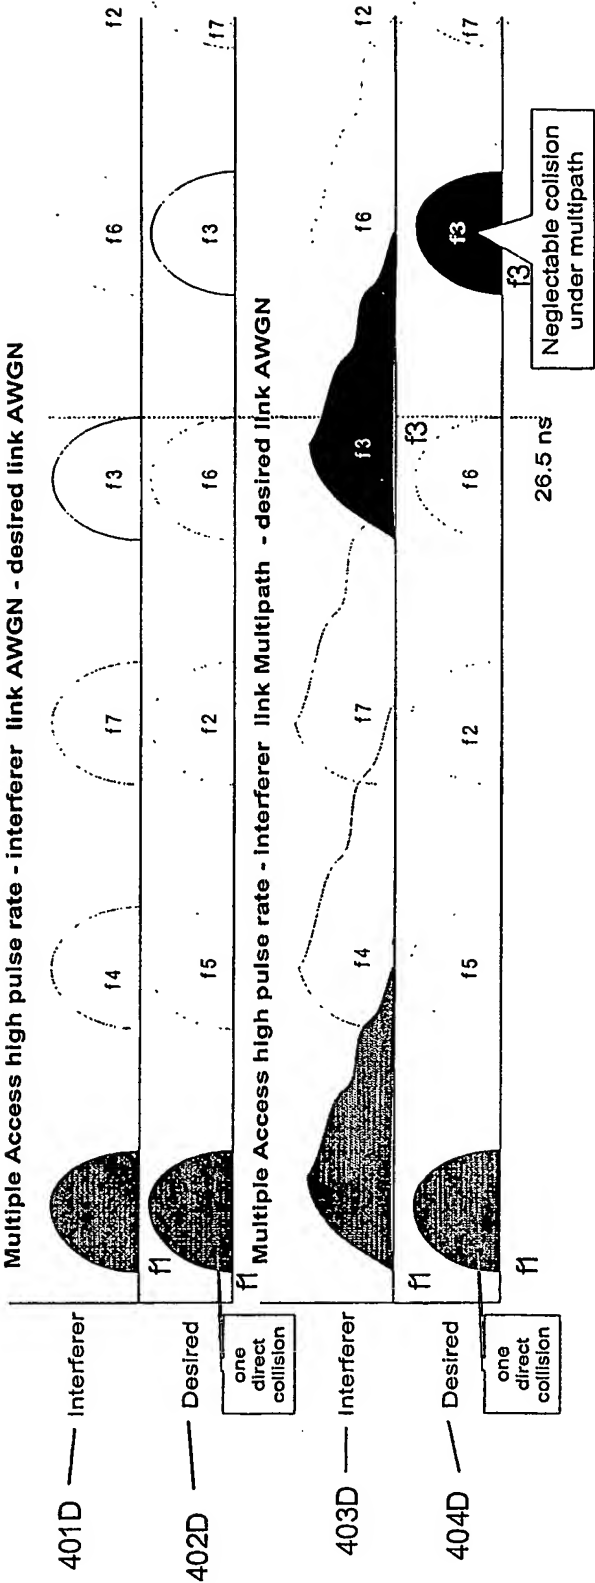 Multiple Access high pulse rate - interferer link AWGN - desired link AWGN
401D
Interferer
f1
f4
f7
f3
f6
f2
402D
Desired
f1
f5
f2
f6
f3
f7
one
direct
collision
Multiple Access high pulse rate - interferer link Multipath - desired link AWGN
403D
Interferer
f1
f4
f7
f3
f6
f2
404D
Desired
f1
f5
f2
f6
f3
f3
f3
f7
one
direct
collision
26.5 ns
Neglectable colision
under multipath